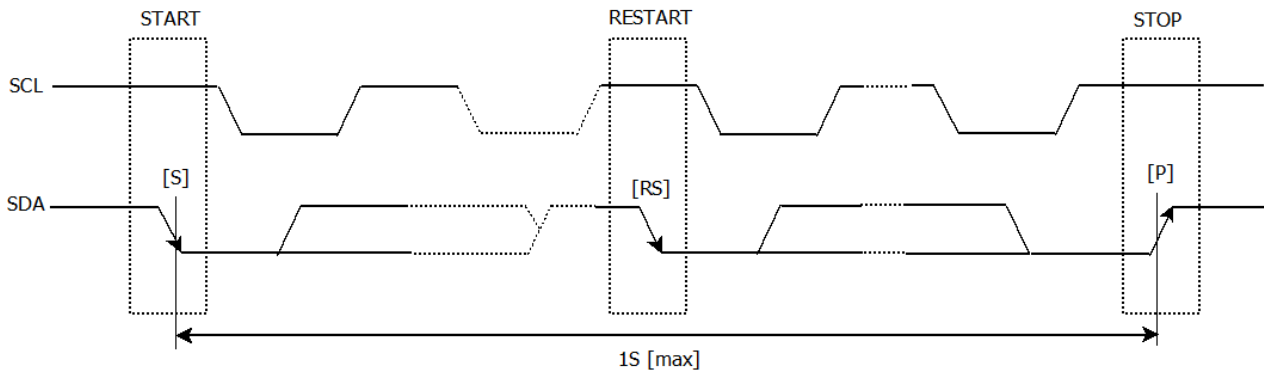 START RESTART STOP
SCL
[S] [RS] [P]
SDA
1S [max]